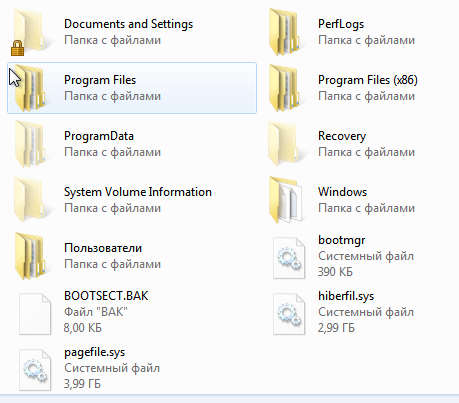 Documents and Settings
Папка с файлами
PerfLogs
Папка с файлами
Program Files
Папка с файлами
Program Files (x86)
Папка с файлами
ProgramData
Папка с файлами
Recovery
Папка с файлами
System Volume Information
Папка с файлами
Windows
Папка с файлами
Пользователи
Папка с файлами
bootmgr
Системный файл
390 КБ
BOOTSECT.BAK
Файл "BAK"
8,00 КБ
hiberfil.sys
Системный файл
2,99 ГБ
pagefile.sys
Системный файл
3,99 ГБ